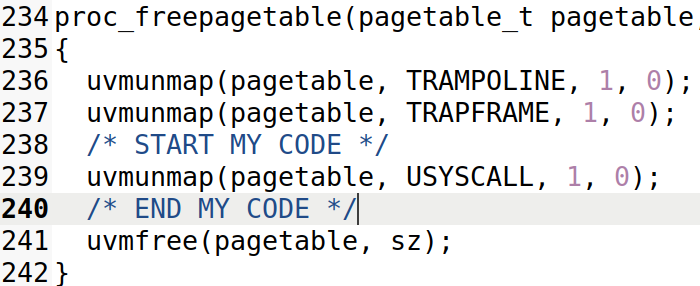 234 proc_freepagetable(pagetable_t pagetable,
235 {
236   uvmunmap(pagetable, TRAMPOLINE, 1, 0);
237   uvmunmap(pagetable, TRAPFRAME, 1, 0);
238   /* START MY CODE */
239   uvmunmap(pagetable, USYSCALL, 1, 0);
240   /* END MY CODE */
241   uvmfree(pagetable, sz);
242 }